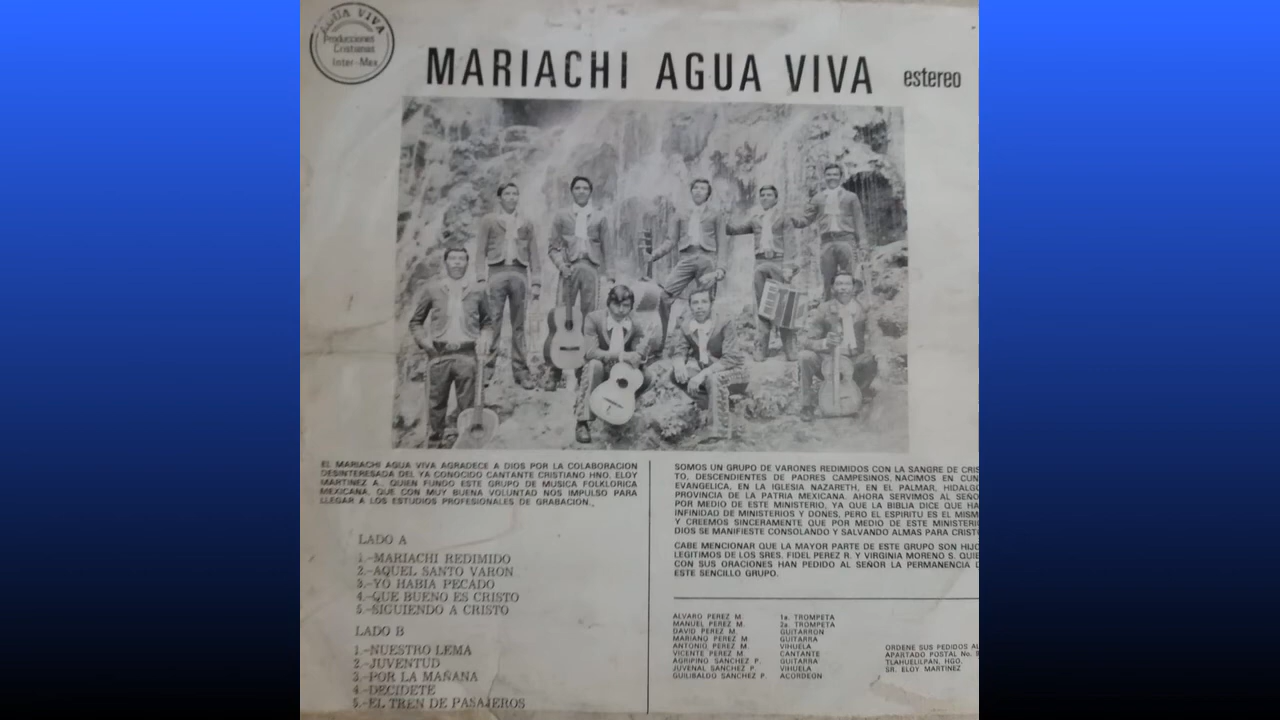 AGUA VIVA
Producciones
Cristianas
Inter-Mex
MARIACHI AGUA VIVA
estereo
EL MARIACHI AGUA VIVA AGRADECE A DIOS POR LA COLABORACION
DESINTERESADA DEL YA CONOCIDO CANTANTE CRISTIANO HNO. ELOY
MARTINEZ A., QUIEN FUNDO ESTE GRUPO DE MUSICA FOLKLORICA
MEXICANA, QUE CON MUY BUENA VOLUNTAD NOS IMPULSO PARA
LLEGAR A LOS ESTUDIOS PROFESIONALES DE GRABACION.,
LADO A
1.-MARIACHI REDIMIDO
2.-AQUEL SANTO VARON
3.-YO HABIA PECADO
4.-QUE BUENO ES CRISTO
5.-SIGUIENDO A CRISTO
LADO B
1.-NUESTRO LEMA
2.-JUVENTUD
3.-POR LA MAÑANA
4.-DECIDETE
5.-EL TREN DE PASAJEROS
SOMOS UN GRUPO DE VARONES REDIMIDOS CON LA SANGRE DE CRIS
TO, DESCENDIENTES DE PADRES CAMPESINOS, NACIMOS EN CUN
EVANGELICA, EN LA IGLESIA NAZARETH, EN EL PALMAR, HIDALGO
PROVINCIA DE LA PATRIA MEXICANA. AHORA SERVIMOS AL SEÑO
POR MEDIO DE ESTE MINISTERIO, YA QUE LA BIBLIA DICE QUE HA
INFINIDAD DE MINISTERIOS Y DONES, PERO EL ESPIRITU ES EL MISM
Y CREEMOS SINCERAMENTE QUE POR MEDIO DE ESTE MINISTERI
DIOS SE MANIFIESTE CONSOLANDO Y SALVANDO ALMAS PARA CRIST
CABE MENCIONAR QUE LA MAYOR PARTE DE ESTE GRUPO SON HIJO
LEGITIMOS DE LOS SRES. FIDEL PEREZ R. Y VIRGINIA MORENO S. QUIE
CON SUS ORACIONES HAN PEDIDO AL SEÑOR LA PERMANENCIA D
ESTE SENCILLO GRUPO.
ALVARO PEREZ M. 1a. TROMPETA
MANUEL PEREZ M. 2a. TROMPETA
DAVID PEREZ M. GUITARRON
MARIANO PEREZ M. GUITARRA
ANTONIO PEREZ M. VIHUELA
VICENTE PEREZ M. CANTANTE
AGRIPINO SANCHEZ P. GUITARRA
JUVENAL SANCHEZ P. VIHUELA
GUILIBALDO SANCHEZ P. ACORDEON
ORDENE SUS PEDIDOS AL
APARTADO POSTAL No.
TLAHUELILPAN, HGO.
SR. ELOY MARTINEZ